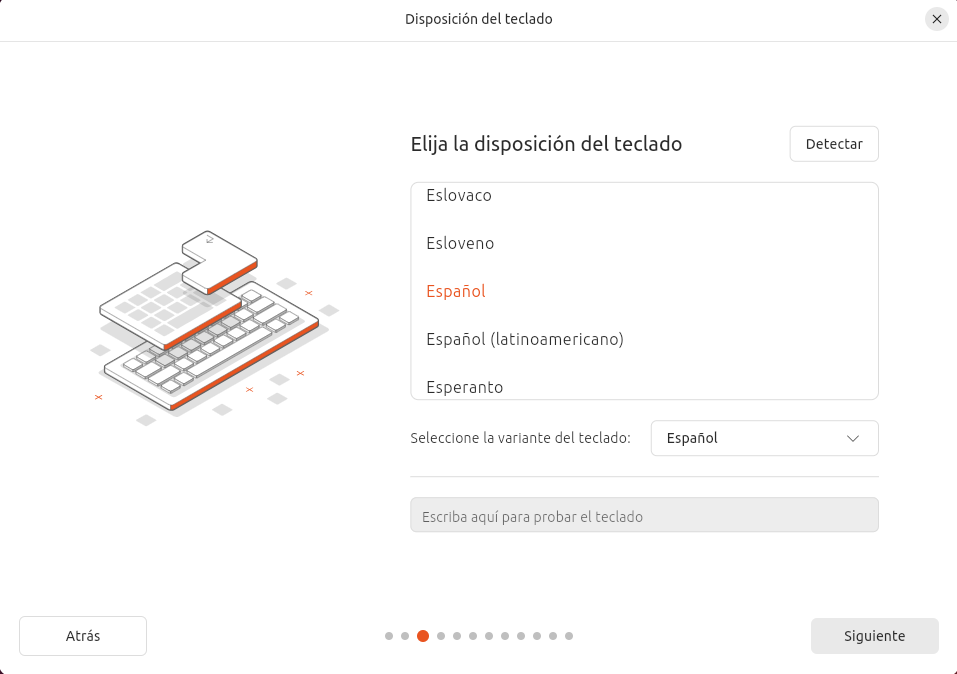 Disposición del teclado
Elija la disposición del teclado
Detectar
Eslovaco
Esloveno
Español
Español (latinoamericano)
Esperanto
Seleccione la variante del teclado:
Español
Escriba aquí para probar el teclado
Atrás
Siguiente